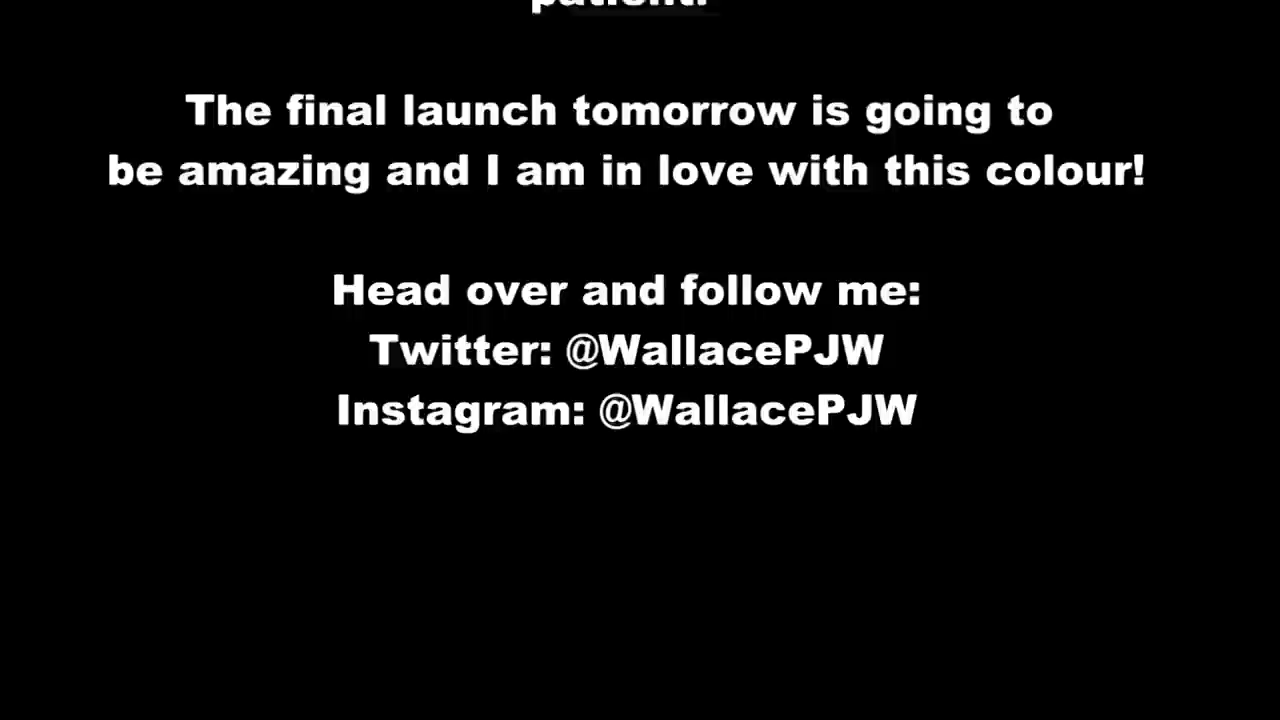 patient.
The final launch tomorrow is going to
be amazing and I am in love with this colour!
Head over and follow me:
Twitter: @WallacePJW
Instagram: @WallacePJW